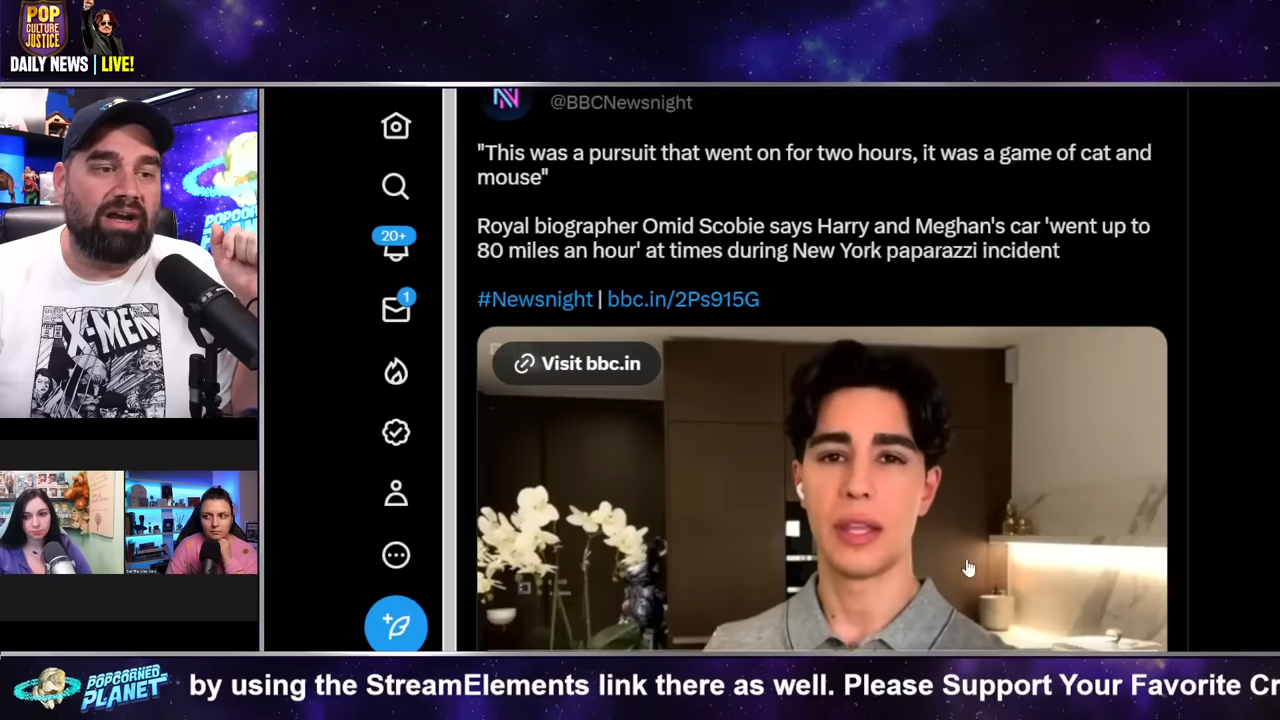 POP
CULTURE
JUSTICE
DAILY NEWS | LIVE!
@BBCNewsnight
"This was a pursuit that went on for two hours, it was a game of cat and
mouse"
Royal biographer Omid Scobie says Harry and Meghan's car 'went up to
80 miles an hour' at times during New York paparazzi incident
#Newsnight | bbc.in/2Ps915G
20+
1
Visit bbc.in
X-MEN
POPCORNED
PLANET
by using the StreamElements link there as well. Please Support Your Favorite Cr